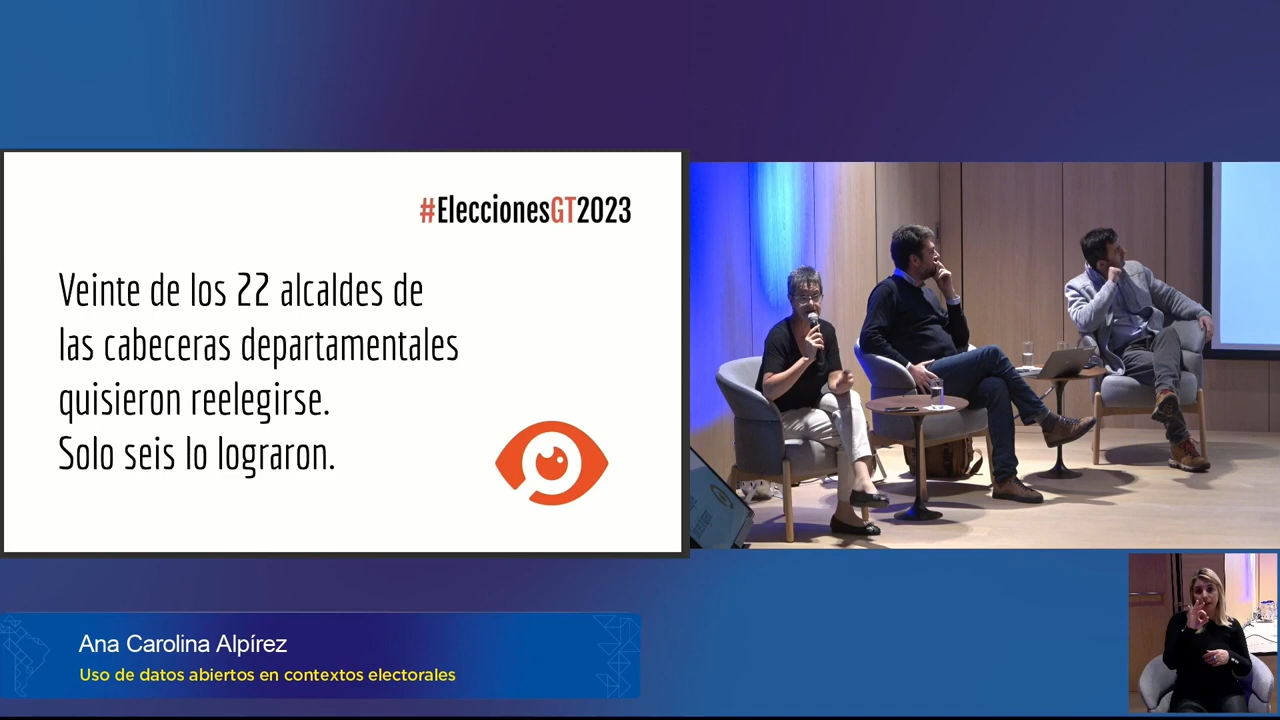 #EleccionesGT2023
Veinte de los 22 alcaldes de
las cabeceras departamentales
quisieron reelegirse.
Solo seis lo lograron.
Ana Carolina Alpírez
Uso de datos abiertos en contextos electorales